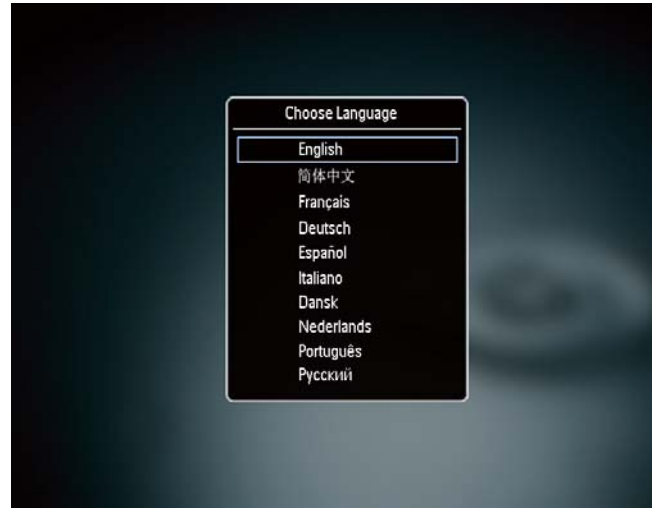 Choose Language
English
简体中文
Français
Deutsch
Español
Italiano
Dansk
Nederlands
Português
Русский